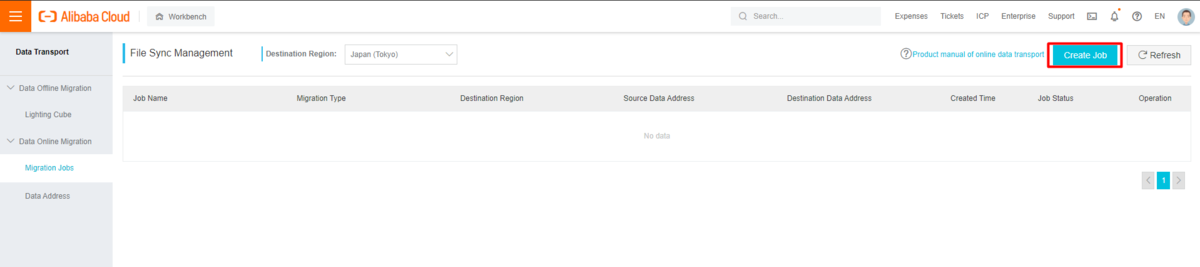 Alibaba Cloud
Workbench
Search...
Expenses
Tickets
ICP
Enterprise
Support
EN
Data Transport
Data Offline Migration
Lighting Cube
Data Online Migration
Migration Jobs
Data Address
File Sync Management
Destination Region:
Japan (Tokyo)
Product manual of online data transport
Create Job
Refresh
Job Name
Migration Type
Destination Region
Source Data Address
Destination Data Address
Created Time
Job Status
Operation
No data
1